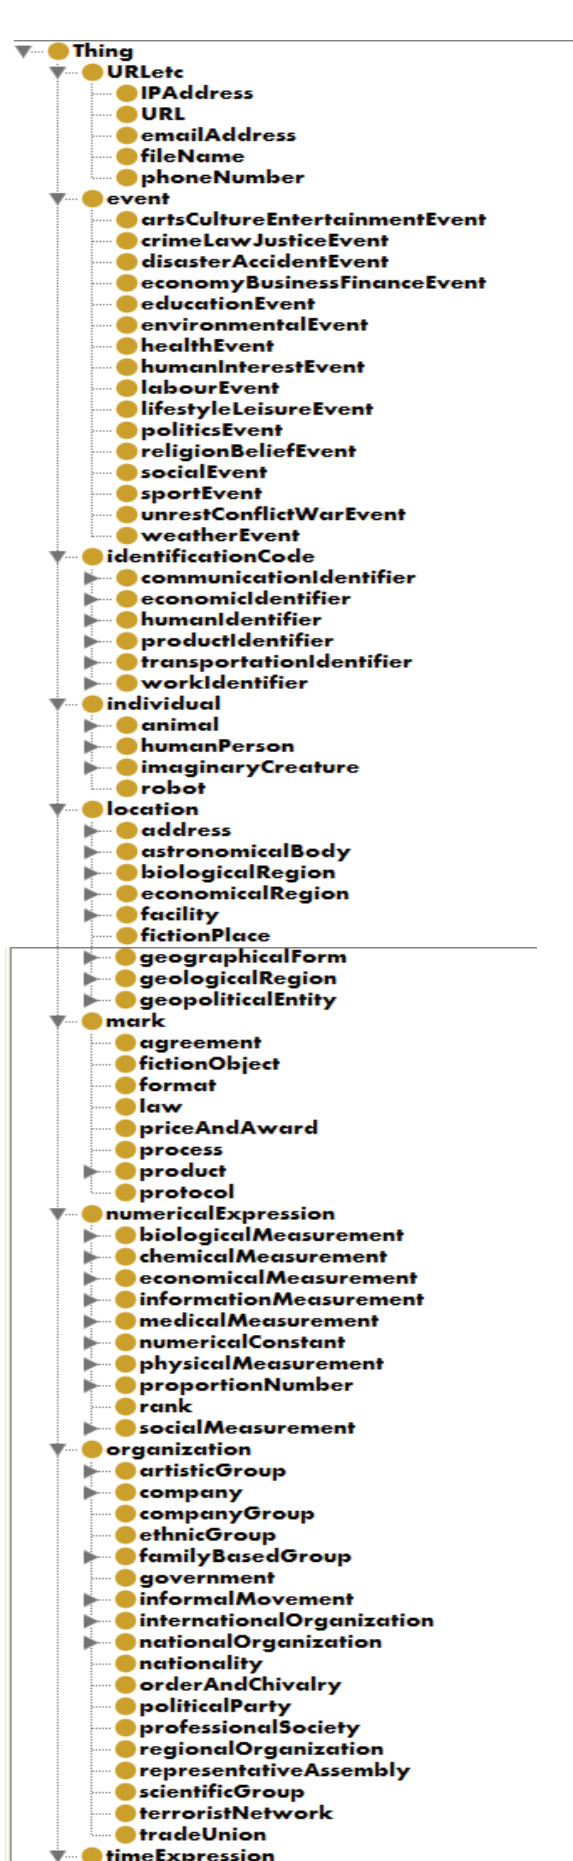 Thing
URLetc
IPAddress
URL
emailAddress
fileName
phoneNumber
event
artsCultureEntertainmentEvent
crimeLawJusticeEvent
disasterAccidentEvent
economyBusinessFinanceEvent
educationEvent
environmentalEvent
healthEvent
humanInterestEvent
labourEvent
lifestyleLeisureEvent
politicsEvent
religionBeliefEvent
socialEvent
sportEvent
unrestConflictWarEvent
weatherEvent
identificationCode
communicationIdentifier
economicIdentifier
humanIdentifier
productIdentifier
transportationIdentifier
workIdentifier
individual
animal
humanPerson
imaginaryCreature
robot
location
address
astronomicalBody
biologicalRegion
economicalRegion
facility
fictionPlace
geographicalForm
geologicalRegion
geopoliticalEntity
mark
agreement
fictionObject
format
law
priceAndAward
process
product
protocol
numericalExpression
biologicalMeasurement
chemicalMeasurement
economicalMeasurement
informationMeasurement
medicalMeasurement
numericalConstant
physicalMeasurement
proportionNumber
rank
socialMeasurement
organization
artisticGroup
company
companyGroup
ethnicGroup
familyBasedGroup
government
informalMovement
internationalOrganization
nationalOrganization
nationality
orderAndChivalry
politicalParty
professionalSociety
regionalOrganization
representativeAssembly
scientificGroup
terroristNetwork
tradeUnion
timeExpression